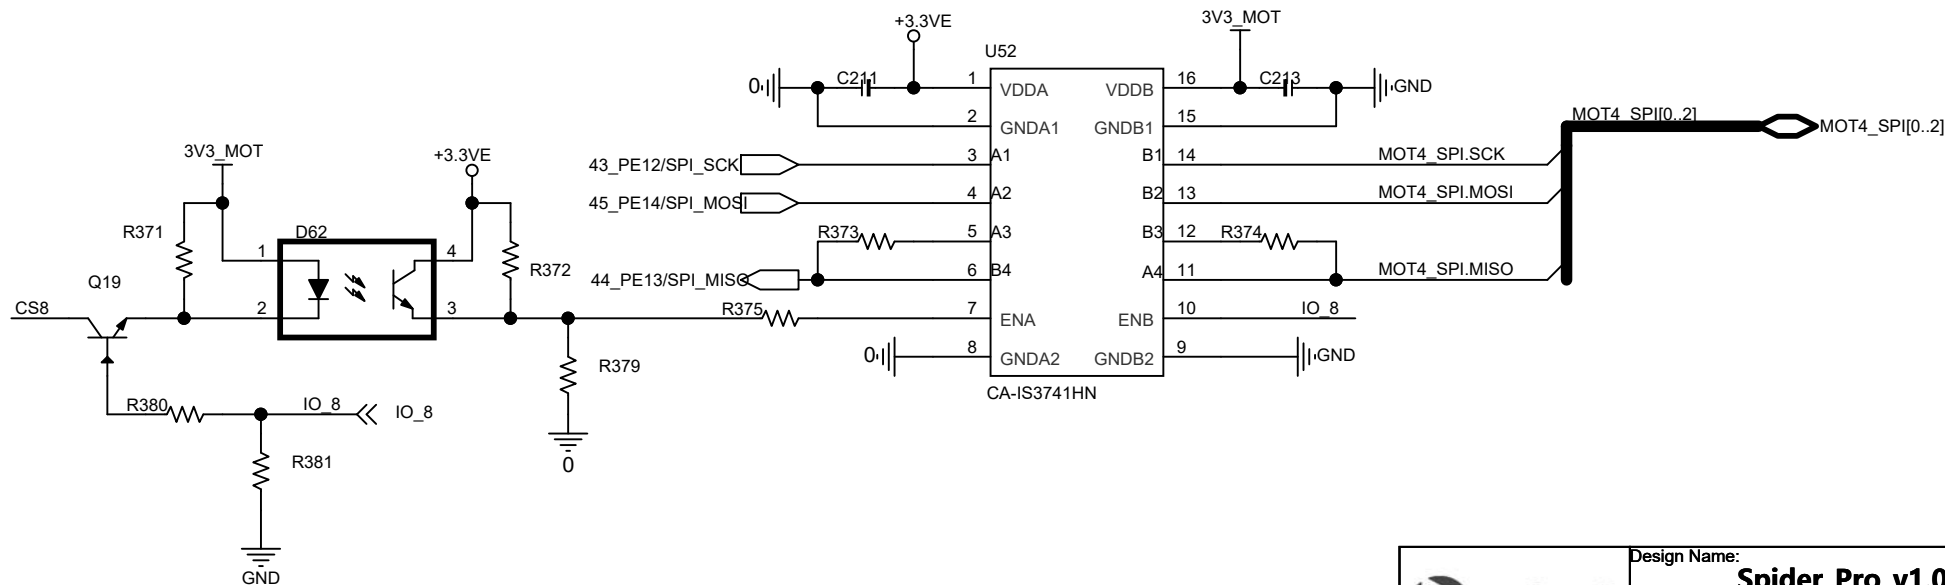 +3.3VE
3V3_MOT
U52
0
C211
1
VDDA
VDDB
16
C213
GND
2
GNDA1
GNDB1
15
MOT4_SPI[0..2]
MOT4_SPI[0..2]
3V3_MOT
+3.3VE
43_PE12/SPI_SCK
3
A1
B1
14
MOT4_SPI.SCK
45_PE14/SPI_MOSI
4
A2
B2
13
MOT4_SPI.MOSI
R371
D62
R373
5
A3
B3
12
R374
1
4
R372
44_PE13/SPI_MISO
6
B4
A4
11
MOT4_SPI.MISO
Q19
CS8
2
3
R375
7
ENA
ENB
10
IO_8
0
8
GNDA2
GNDB2
9
GND
R379
CA-IS3741HN
R380
IO_8
IO_8
R381
0
GND
Design Name:
Spider_Pro_v1.0